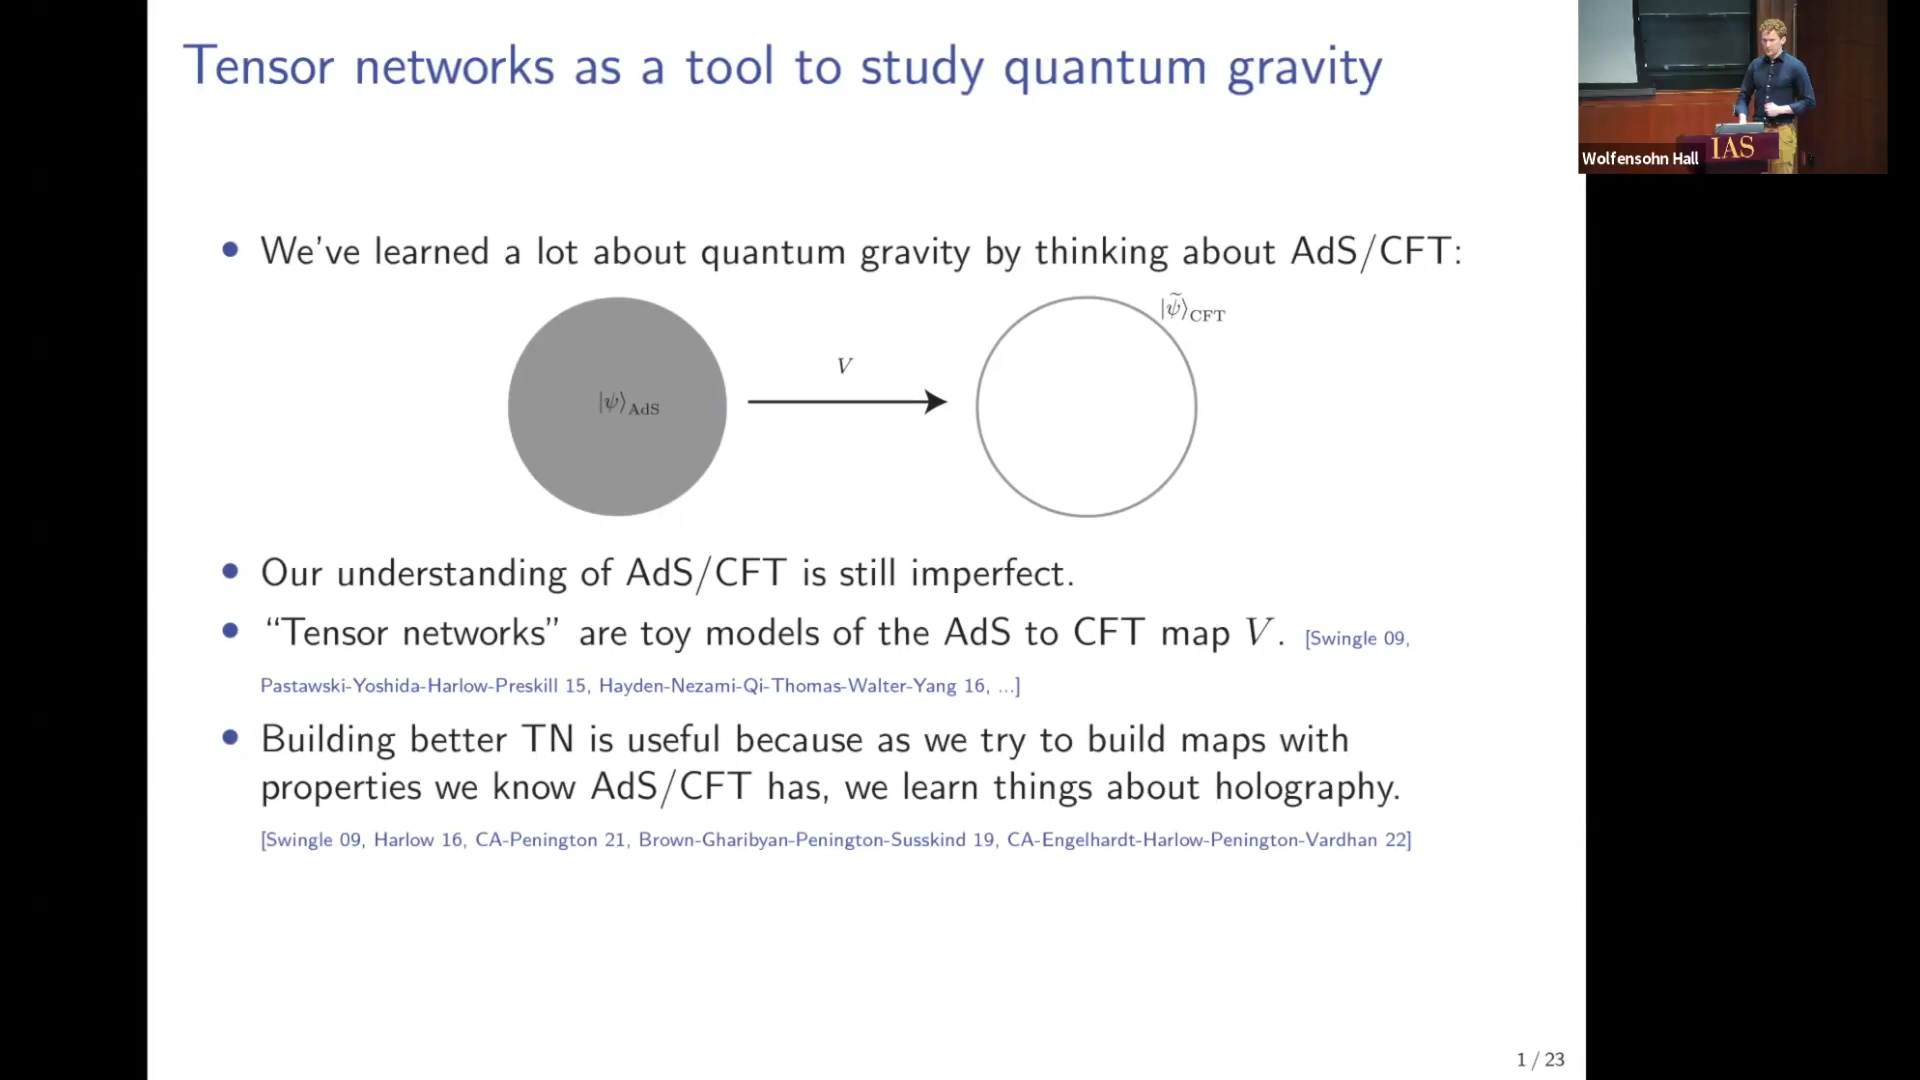 Tensor networks as a tool to study quantum gravity
Wolfensohn Hall
IAS
• We've learned a lot about quantum gravity by thinking about AdS/CFT:
|ψ⟩AdS
V
|ψ̃⟩CFT
• Our understanding of AdS/CFT is still imperfect.
• “Tensor networks” are toy models of the AdS to CFT map V. [Swingle 09,
Pastawski-Yoshida-Harlow-Preskill 15, Hayden-Nezami-Qi-Thomas-Walter-Yang 16, ...]
• Building better TN is useful because as we try to build maps with
properties we know AdS/CFT has, we learn things about holography.
[Swingle 09, Harlow 16, CA-Penington 21, Brown-Gharibyan-Penington-Susskind 19, CA-Engelhardt-Harlow-Penington-Vardhan 22]
1 / 23